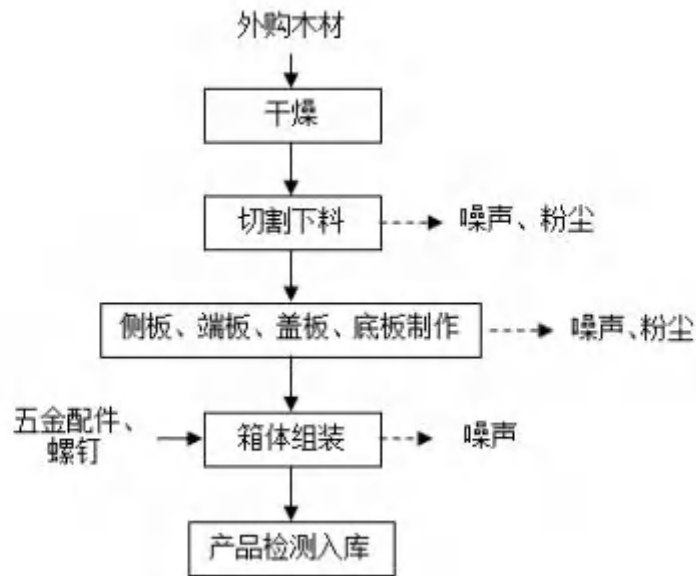 外购木材
干燥
切割下料
噪声、粉尘
侧板、端板、盖板、底板制作
噪声、粉尘
五金配件、
螺钉
箱体组装
噪声
产品检测入库